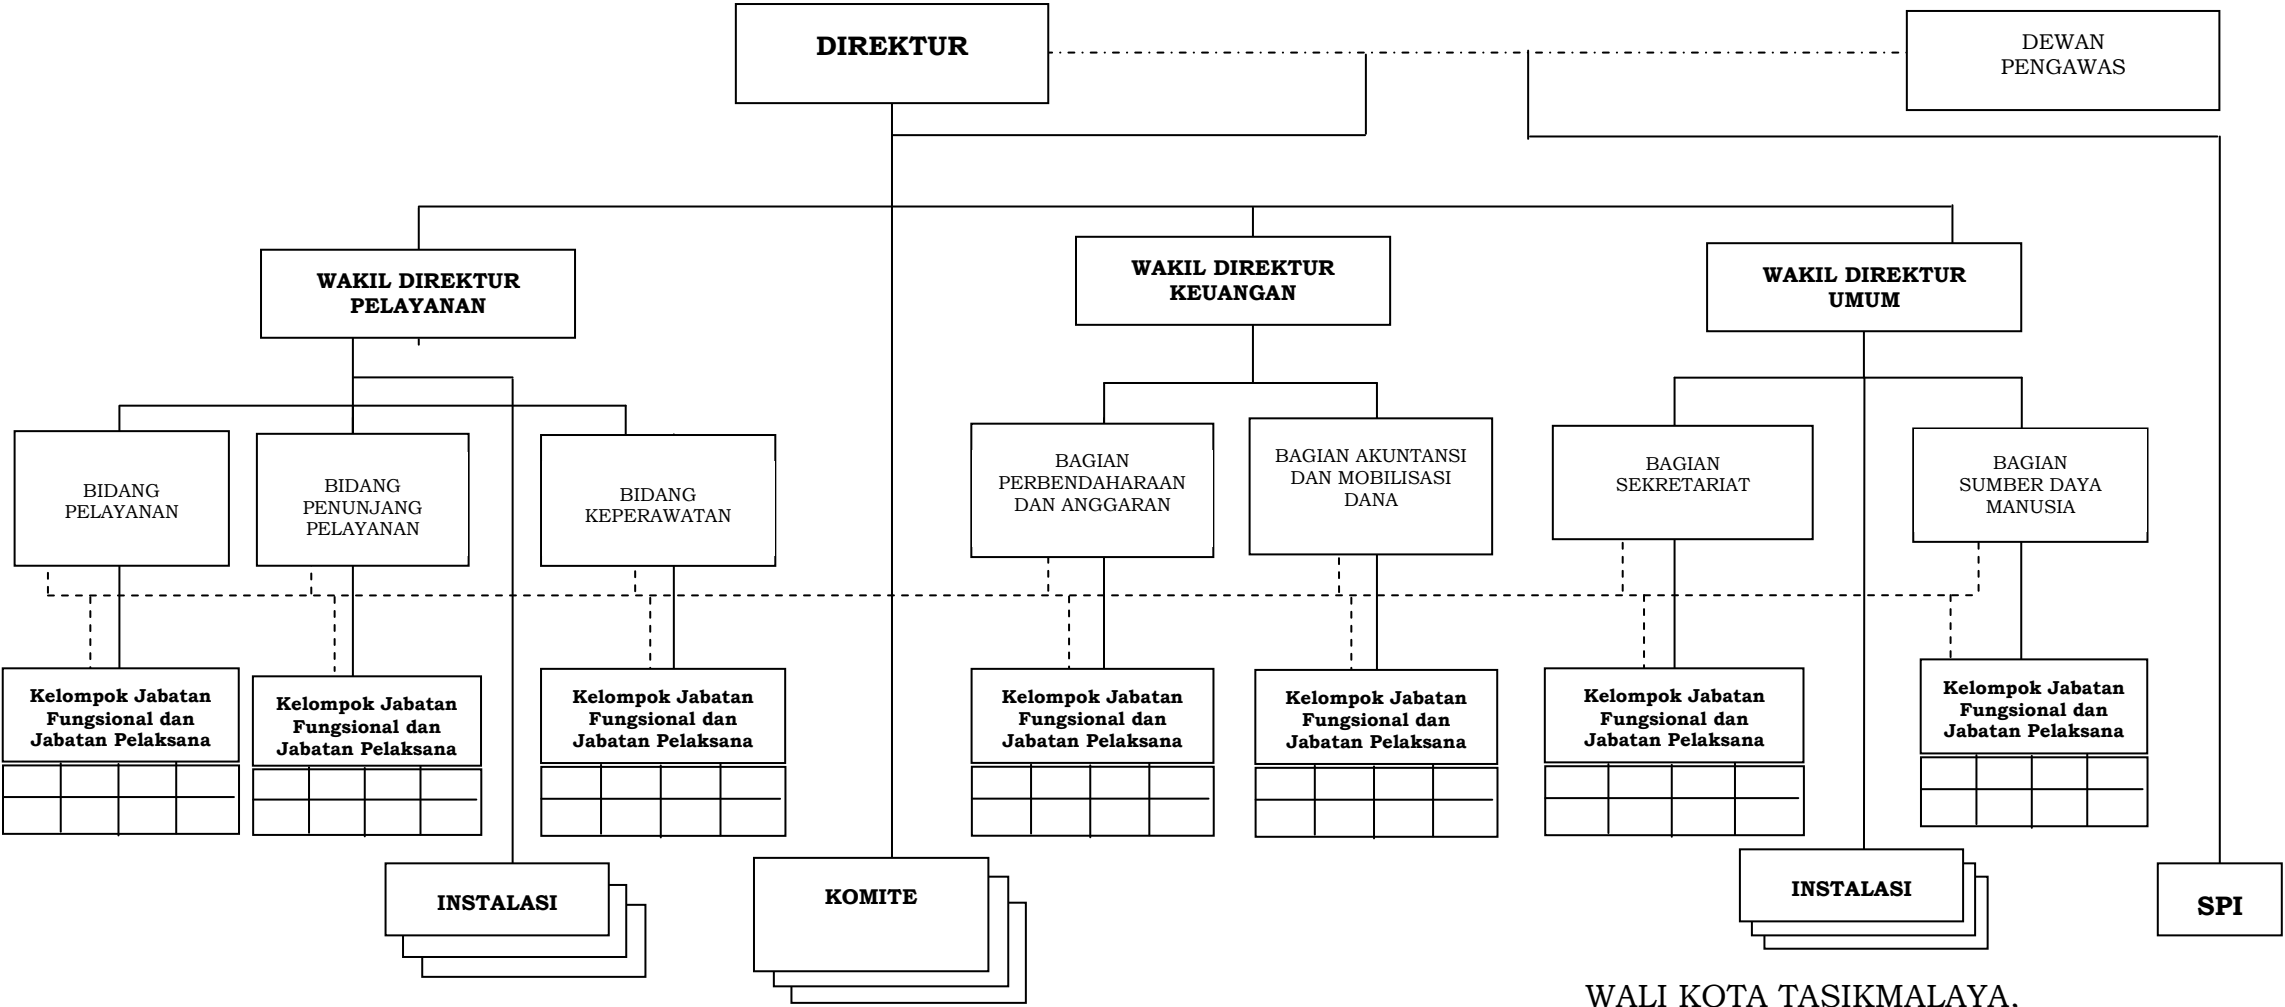 DIREKTUR
DEWAN
PENGAWAS
WAKIL DIREKTUR
PELAYANAN
WAKIL DIREKTUR
KEUANGAN
WAKIL DIREKTUR
UMUM
BIDANG
PELAYANAN
BIDANG
PENUNJANG
PELAYANAN
BIDANG
KEPERAWATAN
BAGIAN
PERBENDAHARAAN
DAN ANGGARAN
BAGIAN AKUNTANSI
DAN MOBILISASI
DANA
BAGIAN
SEKRETARIAT
BAGIAN
SUMBER DAYA
MANUSIA
Kelompok Jabatan
Fungsional dan
Jabatan Pelaksana
Kelompok Jabatan
Fungsional dan
Jabatan Pelaksana
Kelompok Jabatan
Fungsional dan
Jabatan Pelaksana
Kelompok Jabatan
Fungsional dan
Jabatan Pelaksana
Kelompok Jabatan
Fungsional dan
Jabatan Pelaksana
Kelompok Jabatan
Fungsional dan
Jabatan Pelaksana
Kelompok Jabatan
Fungsional dan
Jabatan Pelaksana
INSTALASI
KOMITE
INSTALASI
SPI
WALI KOTA TASIKMALAYA,